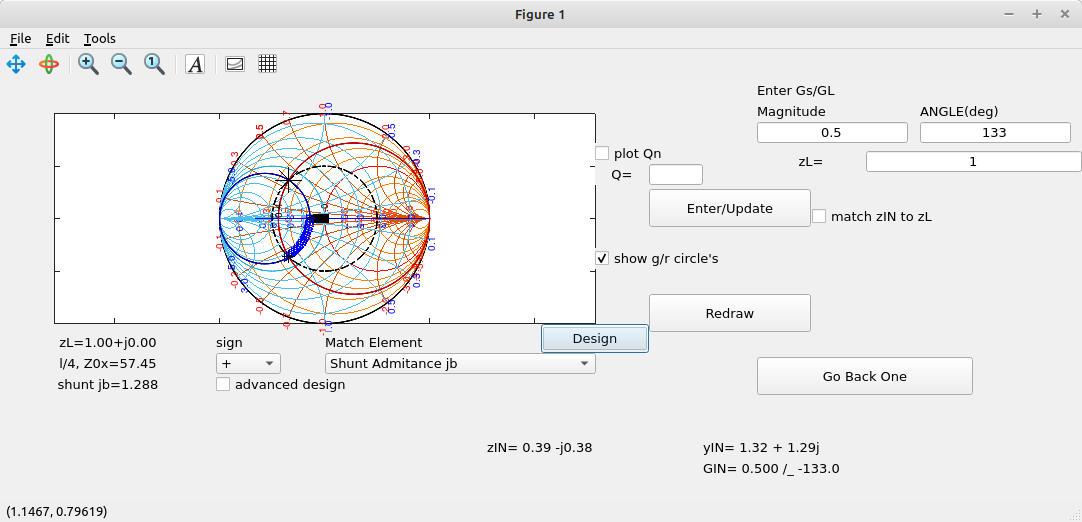 Figure 1
File Edit Tools
Enter Gs/GL
Magnitude ANGLE(deg)
0.5 133
plot Qn zL= 1
Q=
Enter/Update match zIN to zL
show g/r circle's
Redraw
Design
zL=1.00+j0.00 sign Match Element
l/4, Z0x=57.45 + Shunt Admitance jb
shunt jb=1.288 advanced design
Go Back One
zIN= 0.39 -j0.38 yIN= 1.32 + 1.29j
GIN= 0.500 /_ -133.0
(1.1467, 0.79619)